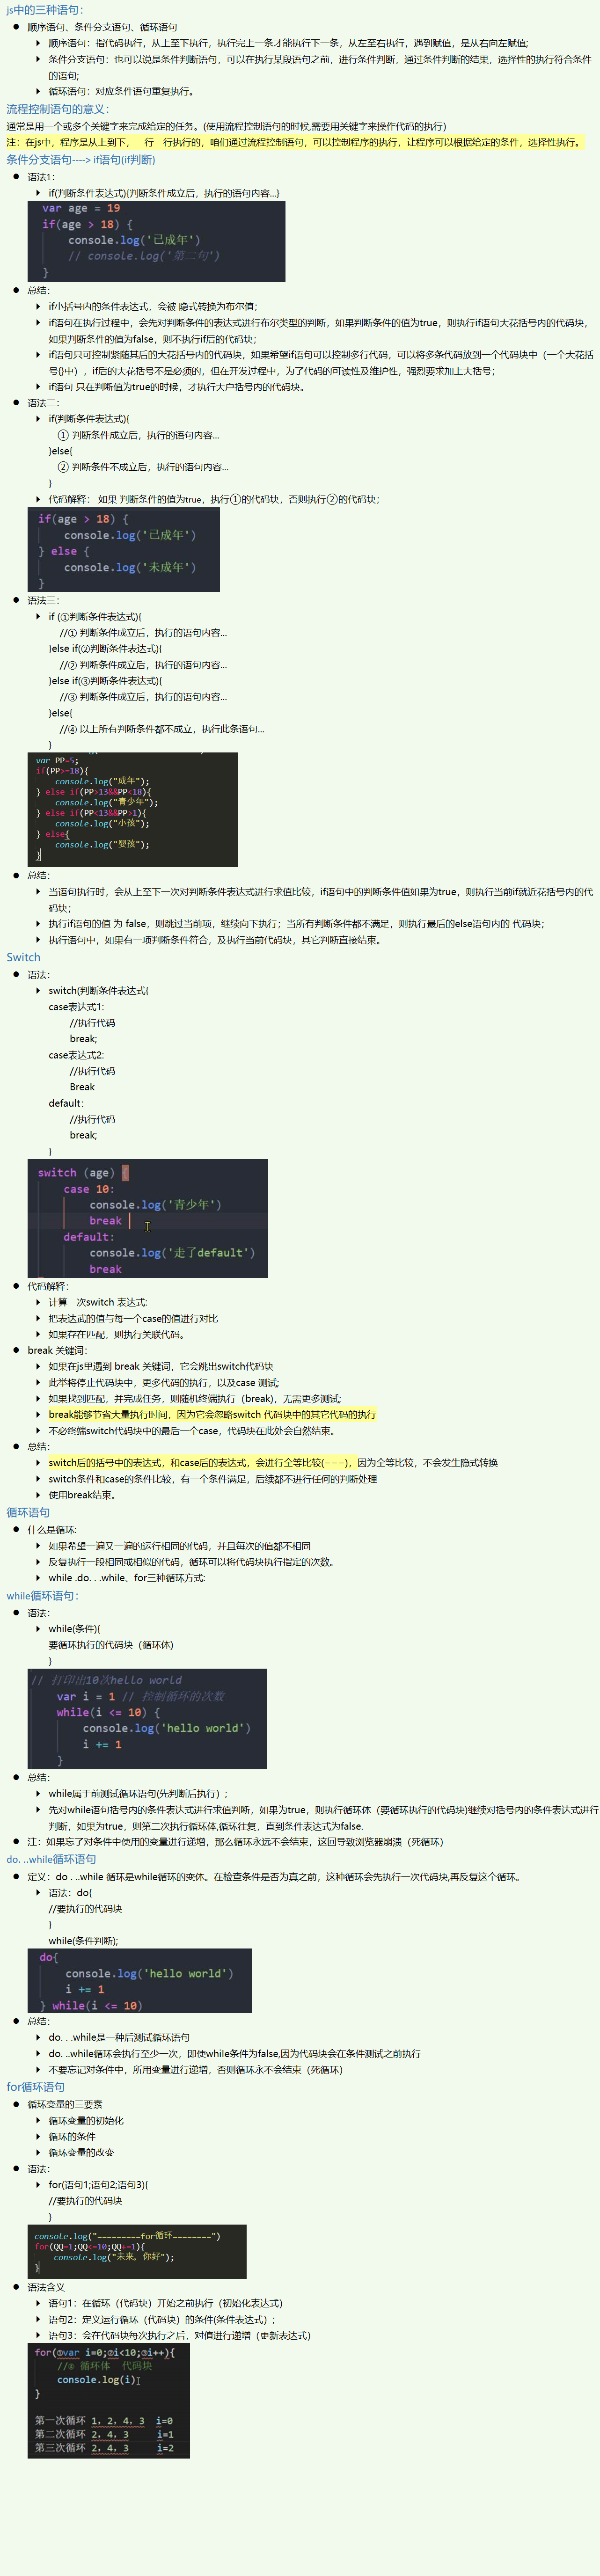 js中的三种语句：
顺序语句、条件分支语句、循环语句
顺序语句：指代码执行，从上至下执行，执行完上一条才能执行下一条，从左至右执行，遇到赋值，是从右向左赋值;
条件分支语句：也可以说是条件判断语句，可以在执行某段语句之前，进行条件判断，通过条件判断的结果，选择性的执行符合条件
的语句;
循环语句：对应条件语句重复执行。
流程控制语句的意义：
通常是用一个或多个关键字来完成给定的任务。(使用流程控制语句的时候,需要用关键字来操作代码的执行）
注：在js中，程序是从上到下，一行一行执行的，咱们通过流程控制语句，可以控制程序的执行，让程序可以根据给定的条件，选择性执行。
条件分支语句----> if语句(if判断)
语法1：
if(判断条件表达式){判断条件成立后，执行的语句内容...}
var age = 19
if(age > 18) {
console.log('已成年')
// console.log('第二句')
}
总结：
if小括号内的条件表达式，会被 隐式转换为布尔值；
if语句在执行过程中，会先对判断条件的表达式进行布尔类型的判断，如果判断条件的值为true，则执行if语句大花括号内的代码块，
如果判断条件的值为false，则不执行if后的代码块；
if语句只可控制紧随其后的大花括号内的代码块，如果希望if语句可以控制多行代码，可以将多条代码放到一个代码块中（一个大花括
号{}中），if后的大花括号不是必须的，但在开发过程中，为了代码的可读性及维护性，强烈要求加上大括号；
if语句 只在判断值为true的时候，才执行大户括号内的代码块。
语法二：
if(判断条件表达式){
① 判断条件成立后，执行的语句内容...
}else{
② 判断条件不成立后，执行的语句内容...
}
代码解释： 如果 判断条件的值为true，执行①的代码块，否则执行②的代码块；
if(age > 18) {
console.log('已成年')
} else {
console.log('未成年')
}
语法三：
if (①判断条件表达式){
//① 判断条件成立后，执行的语句内容...
}else if(②判断条件表达式){
//② 判断条件成立后，执行的语句内容...
}else if(③判断条件表达式){
//③ 判断条件成立后，执行的语句内容...
}else{
//④ 以上所有判断条件都不成立，执行此条语句...
}
var PP=5;
if(PP>=18){
console.log("成年");
} else if(PP>13&&PP<18){
console.log("青少年");
} else if(PP<13&&PP>1){
console.log("小孩");
} else{
console.log("婴孩");
}
总结：
当语句执行时，会从上至下一次对判断条件表达式进行求值比较，if语句中的判断条件值如果为true，则执行当前if就近花括号内的代
码块；
执行if语句的值 为 false，则跳过当前项，继续向下执行；当所有判断条件都不满足，则执行最后的else语句内的 代码块；
执行语句中，如果有一项判断条件符合，及执行当前代码块，其它判断直接结束。
Switch
语法：
switch(判断条件表达式{
case表达式1:
//执行代码
break;
case表达式2:
//执行代码
Break
default：
//执行代码
break;
}
switch (age) {
case 10:
console.log('青少年')
break
default:
console.log('走了default')
break
代码解释：
计算一次switch 表达式:
把表达武的值与每一个case的值进行对比
如果存在匹配，则执行关联代码。
break 关键词：
如果在js里遇到 break 关键词，它会跳出switch代码块
此举将停止代码块中，更多代码的执行，以及case 测试;
如果找到匹配，并完成任务，则随机终端执行（break)，无需更多测试;
break能够节省大量执行时间，因为它会忽略switch 代码块中的其它代码的执行
不必终端switch代码块中的最后一个case，代码块在此处会自然结束。
总结：
switch后的括号中的表达式，和case后的表达式，会进行全等比较(===)，因为全等比较，不会发生隐式转换
switch条件和case的条件比较，有一个条件满足，后续都不进行任何的判断处理
使用break结束。
循环语句
什么是循环:
如果希望一遍又一遍的运行相同的代码，并且每次的值都不相同
反复执行一段相同或相似的代码，循环可以将代码块执行指定的次数。
while .do. . .while、for三种循环方式:
while循环语句：
语法：
while(条件){
要循环执行的代码块（循环体)
}
// 打印出10次hello world
var i = 1 // 控制循环的次数
while(i <= 10) {
console.log('hello world')
i += 1
}
总结：
while属于前测试循环语句(先判断后执行）;
先对while语句括号内的条件表达式进行求值判断，如果为true，则执行循环体（要循环执行的代码块)继续对括号内的条件表达式进行
判断，如果为true，则第二次执行循环体,循环往复，直到条件表达式为false.
注：如果忘了对条件中使用的变量进行递增，那么循环永远不会结束，这回导致浏览器崩溃（死循环）
do. ..while循环语句
定义：do . ..while 循环是while循环的变体。在检查条件是否为真之前，这种循环会先执行一次代码块,再反复这个循环。
语法：do{
//要执行的代码块
}
while(条件判断);
do{
console.log('hello world')
i += 1
} while(i <= 10)
总结：
do. . .while是一种后测试循环语句
do. ..while循环会执行至少一次，即使while条件为false,因为代码块会在条件测试之前执行
不要忘记对条件中，所用变量进行递增，否则循环永不会结束（死循环）
for循环语句
循环变量的三要素
循环变量的初始化
循环的条件
循环变量的改变
语法：
for(语句1;语句2;语句3){
//要执行的代码块
}
console.log("=========for循环========")
for(QQ=1;QQ<=10;QQ+=1){
console.log("未来，你好");
}
语法含义
语句1：在循环（代码块）开始之前执行（初始化表达式）
语句2：定义运行循环（代码块）的条件(条件表达式）;
语句3：会在代码块每次执行之后，对值进行递增（更新表达式）
for(①var i=0;②i<10;③i++){
//④ 循环体 代码块
console.log(i)
}
第一次循环 1, 2, 4, 3 i=0
第二次循环 2, 4, 3 i=1
第三次循环 2, 4, 3 i=2